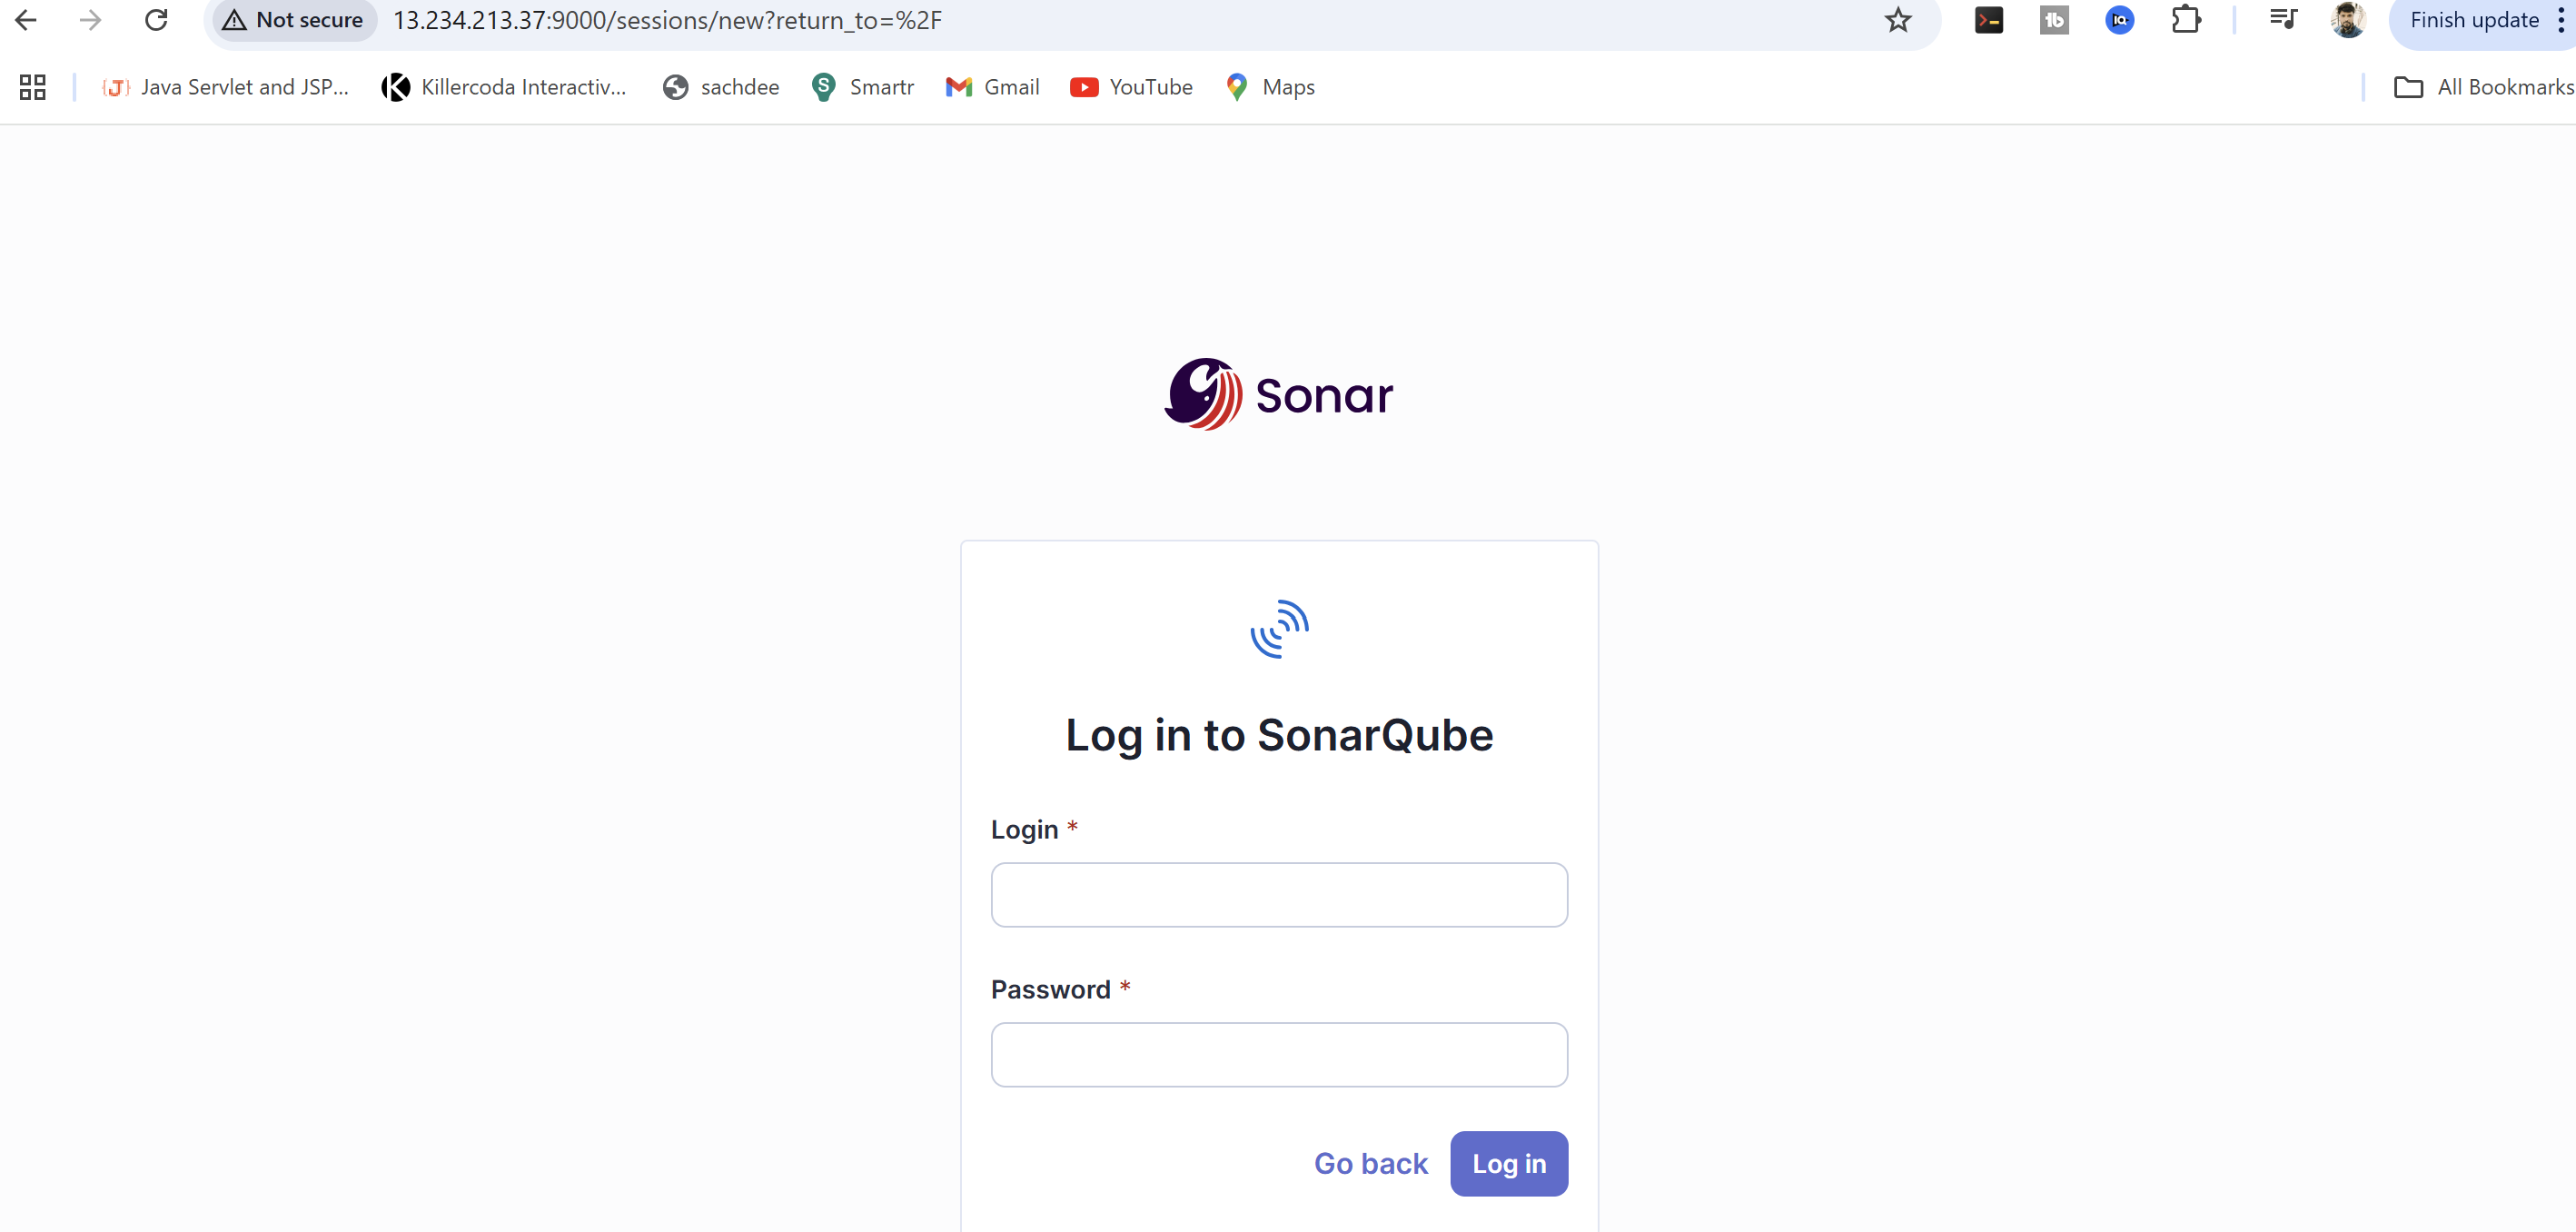 Not secure 13.234.213.37:9000/sessions/new?return_to=%2F Finish update
Java Servlet and JSP... Killercoda Interactiv... sachdee Smartr Gmail YouTube Maps All Bookmarks
Sonar
Log in to SonarQube
Login *
Password *
Go back Log in